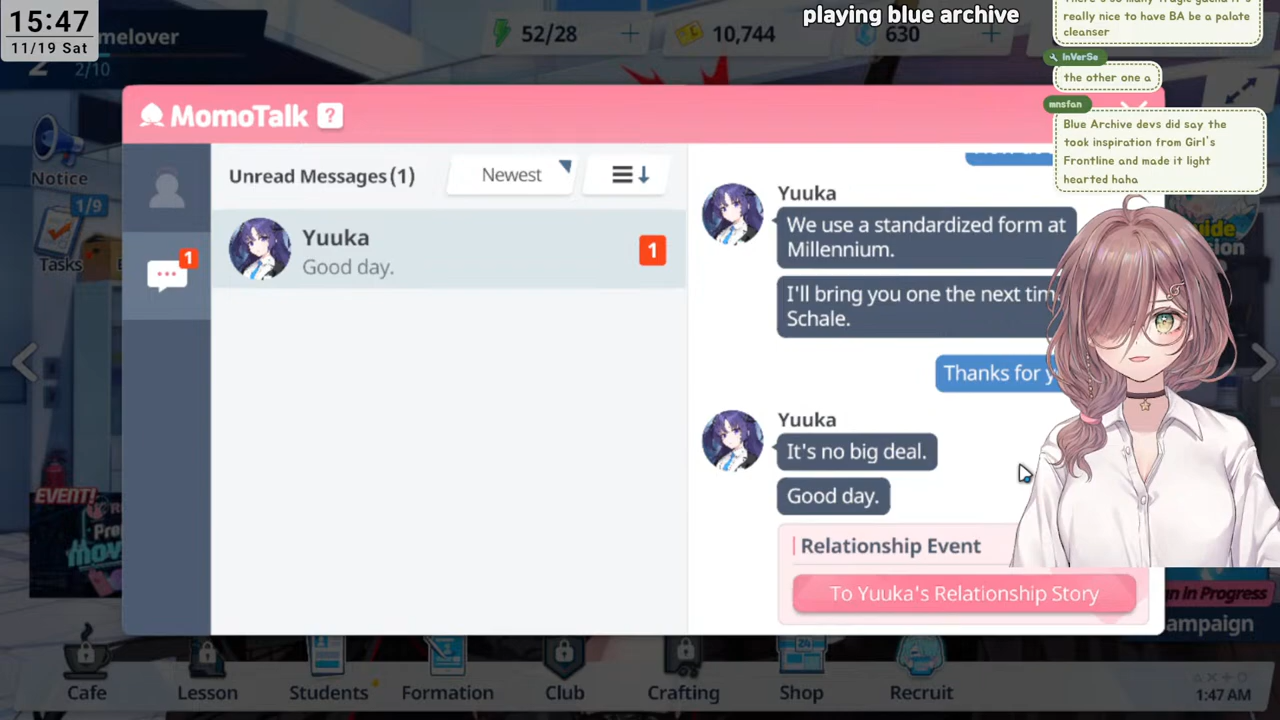 15:47
11/19 Sat
melover
2/10
52/28
10,744
630
playing blue archive
really nice to have BA be a palate
cleanser
InVerSe
the other one a
mnsfan
Blue Archive devs did say the
took inspiration from Girl's
Frontline and made it light
hearted haha
MomoTalk ?
Notice
1/9
Tasks
Unread Messages (1)
Newest
1
Yuuka
Good day.
1
Yuuka
We use a standardized form at
Millennium.
I'll bring you one the next tim
Schale.
Thanks for y
Yuuka
It's no big deal.
Good day.
Relationship Event
To Yuuka's Relationship Story
EVENT!
n in Progress
ampaign
Cafe
Lesson
Students
Formation
Club
Crafting
24h
Shop
Recruit
1:47 AM